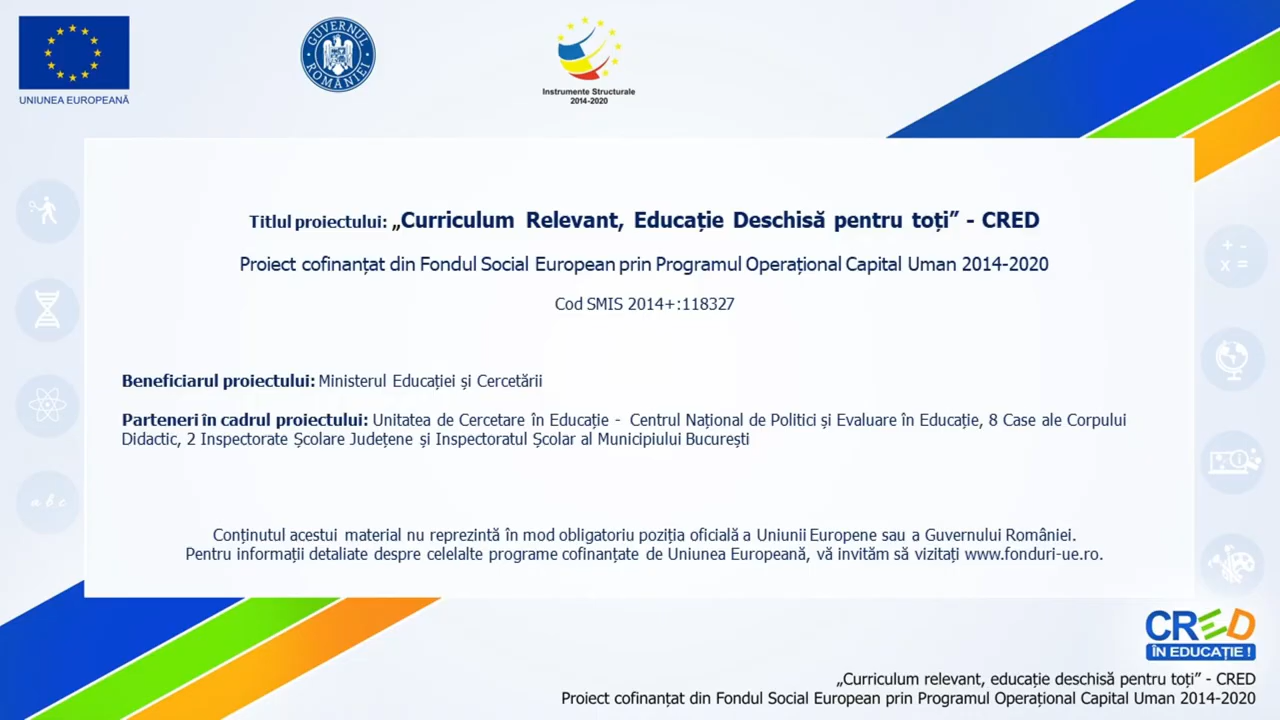 UNIUNEA EUROPEANĂ
GUVERNUL ROMÂNIEI
Instrumente Structurale
2014-2020
Titlul proiectului: „Curriculum Relevant, Educație Deschisă pentru toți” - CRED
Proiect cofinanțat din Fondul Social European prin Programul Operațional Capital Uman 2014-2020
Cod SMIS 2014+:118327
Beneficiarul proiectului: Ministerul Educației și Cercetării
Parteneri în cadrul proiectului: Unitatea de Cercetare în Educație - Centrul Național de Politici și Evaluare în Educație, 8 Case ale Corpului
Didactic, 2 Inspectorate Școlare Județene și Inspectoratul Școlar al Municipiului București
Conținutul acestui material nu reprezintă în mod obligatoriu poziția oficială a Uniunii Europene sau a Guvernului României.
Pentru informații detaliate despre celelalte programe cofinanțate de Uniunea Europeană, vă invităm să vizitați www.fonduri-ue.ro.
+ -
x =
a b c
CRED
ÎN EDUCAȚIE !
„Curriculum relevant, educație deschisă pentru toți” - CRED
Proiect cofinanțat din Fondul Social European prin Programul Operațional Capital Uman 2014-2020